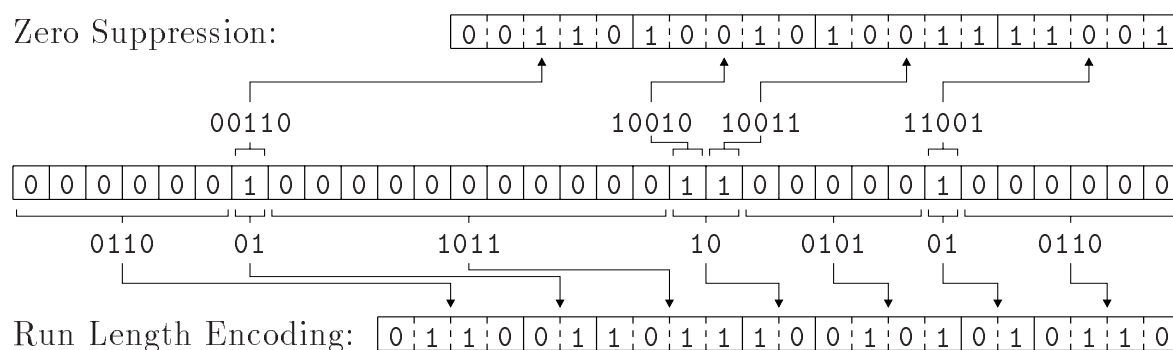 Zero Suppression: 0 0 1 1 0 1 0 0 1 0 1 0 0 1 1 1 1 0 0 1
00110 10010 10011 11001
0 0 0 0 0 0 1 0 0 0 0 0 0 0 0 0 0 0 1 1 0 0 0 0 0 1 0 0 0 0 0 0
0110 01 1011 10 0101 01 0110
Run Length Encoding: 0 1 1 0 0 1 1 0 1 1 1 0 0 1 0 1 0 1 0 1 1 0